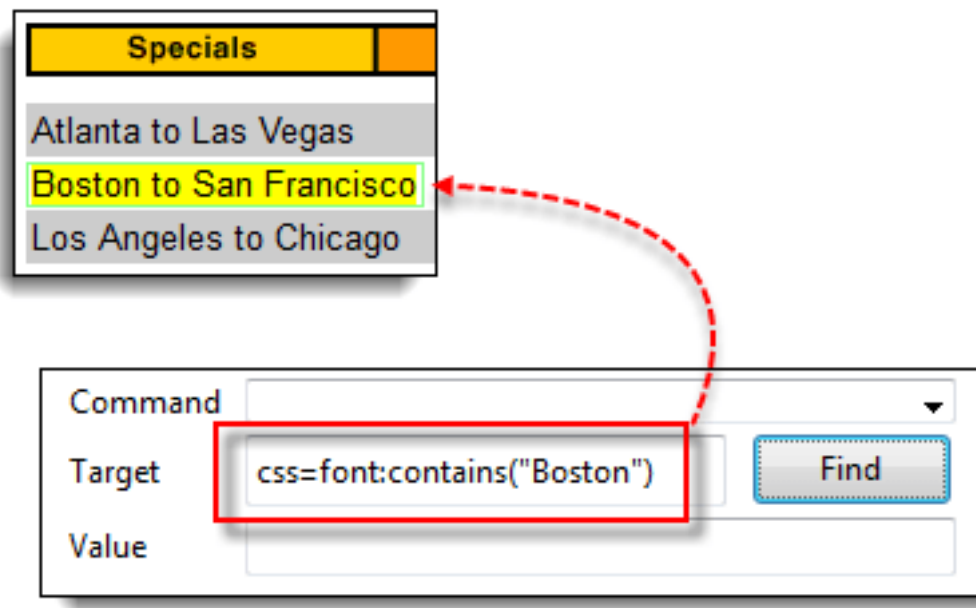 Specials
Atlanta to Las Vegas
Boston to San Francisco
Los Angeles to Chicago
Command
Target css=font:contains("Boston") Find
Value